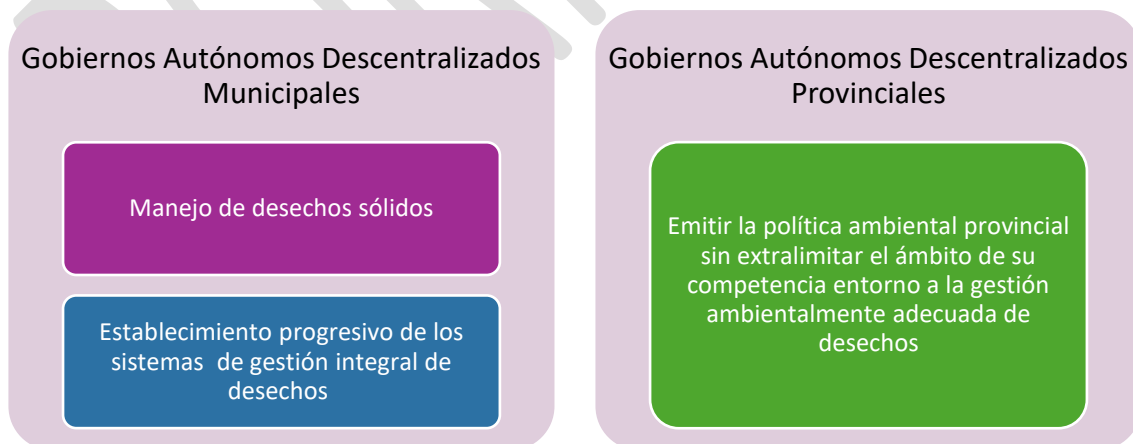 Gobiernos Autónomos Descentralizados
Municipales
Manejo de desechos sólidos
Establecimiento progresivo de los
sistemas de gestión integral de
desechos
Gobiernos Autónomos Descentralizados
Provinciales
Emitir la política ambiental provincial
sin extralimitar el ámbito de su
competencia entorno a la gestión
ambientalmente adecuada de
desechos